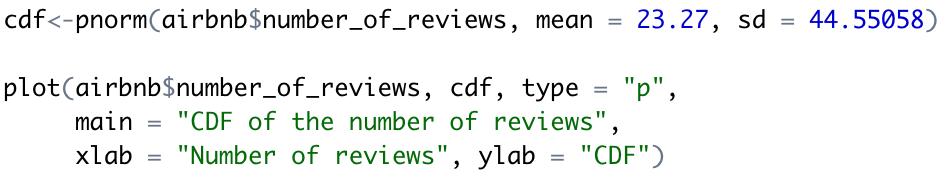 cdf<-pnorm(airbnb$number_of_reviews, mean = 23.27, sd = 44.55058)
plot(airbnb$number_of_reviews, cdf, type = "p",
main = "CDF of the number of reviews",
xlab = "Number of reviews", ylab = "CDF")